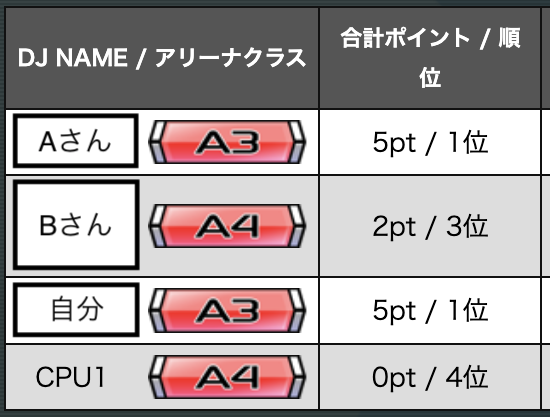 DJ NAME / アリーナクラス
合計ポイント / 順
位
Aさん A3 5pt / 1位
Bさん A4 2pt / 3位
自分 A3 5pt / 1位
CPU1 A4 0pt / 4位